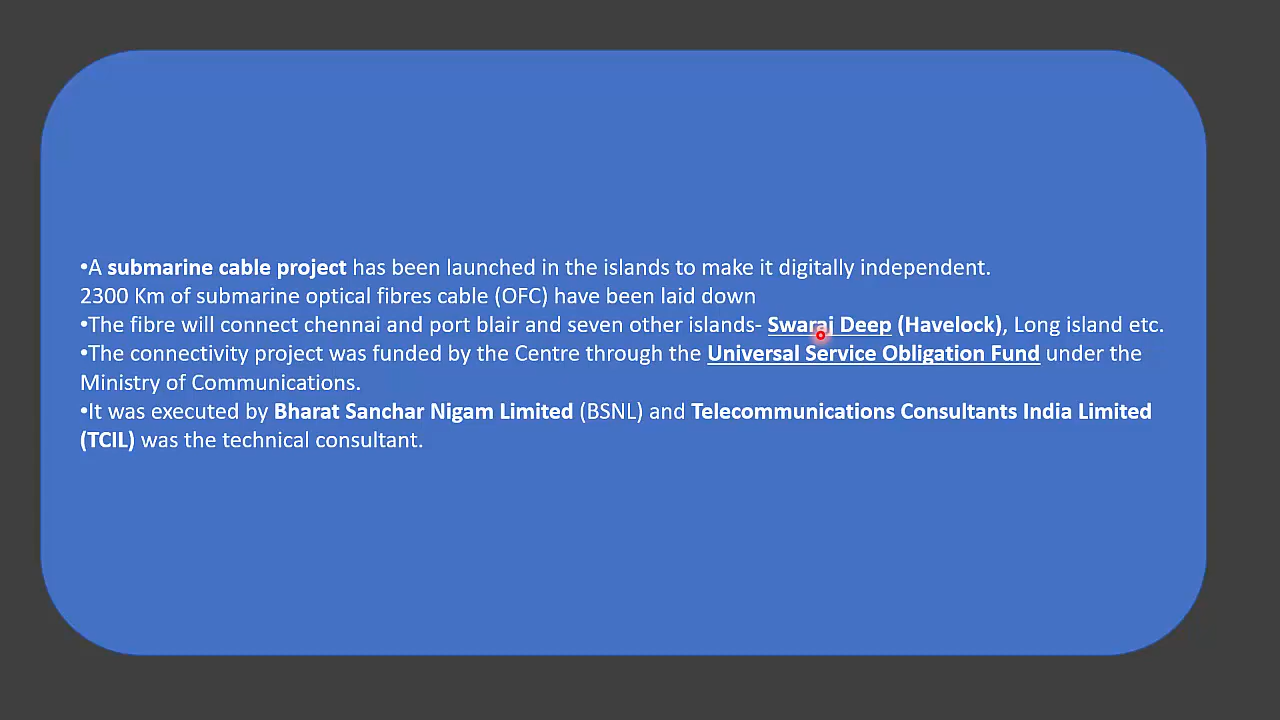 •A submarine cable project has been launched in the islands to make it digitally independent.
2300 Km of submarine optical fibres cable (OFC) have been laid down
•The fibre will connect chennai and port blair and seven other islands- Swaraj Deep (Havelock), Long island etc.
•The connectivity project was funded by the Centre through the Universal Service Obligation Fund under the
Ministry of Communications.
•It was executed by Bharat Sanchar Nigam Limited (BSNL) and Telecommunications Consultants India Limited
(TCIL) was the technical consultant.